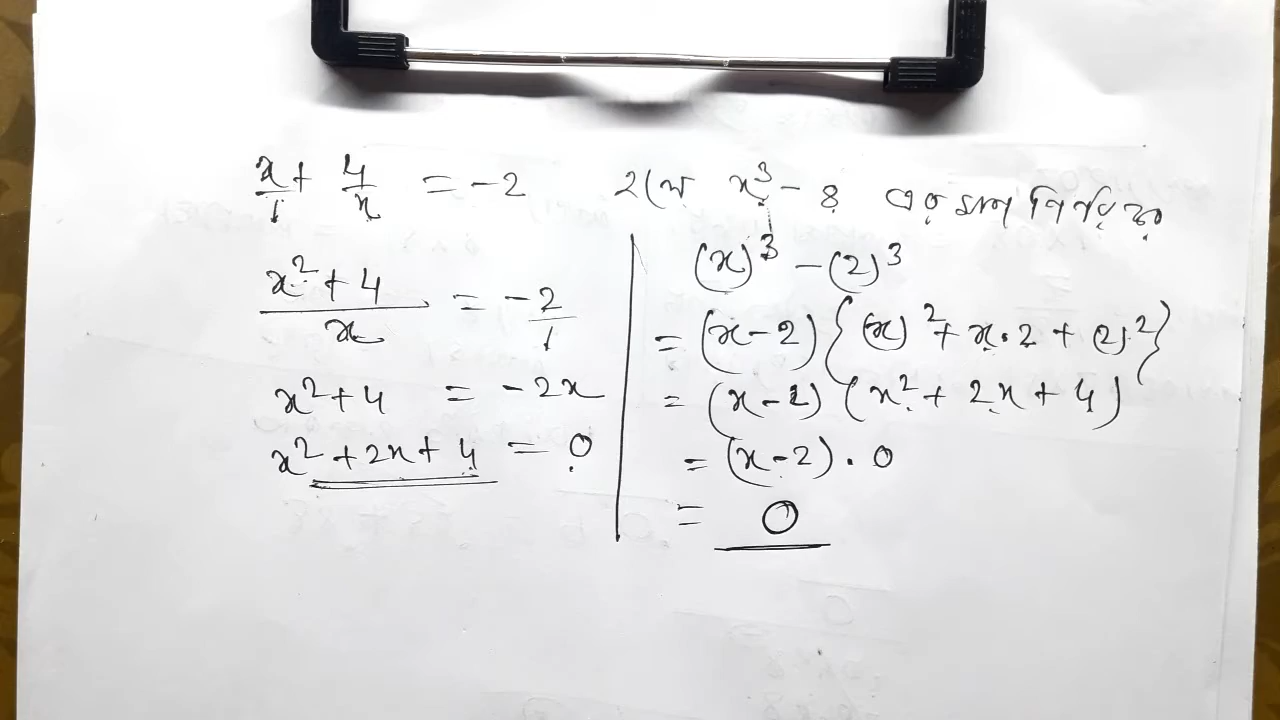 x/1 + 4/x = -2 হলে x³ - 8 এর মান নির্ণয় কর
(x² + 4)/x = -2/1
x² + 4 = -2x
x² + 2x + 4 = 0
(x)³ - (2)³
= (x-2) {(x)² + x·2 + (2)²}
= (x-2) (x² + 2x + 4)
= (x-2) · 0
= 0